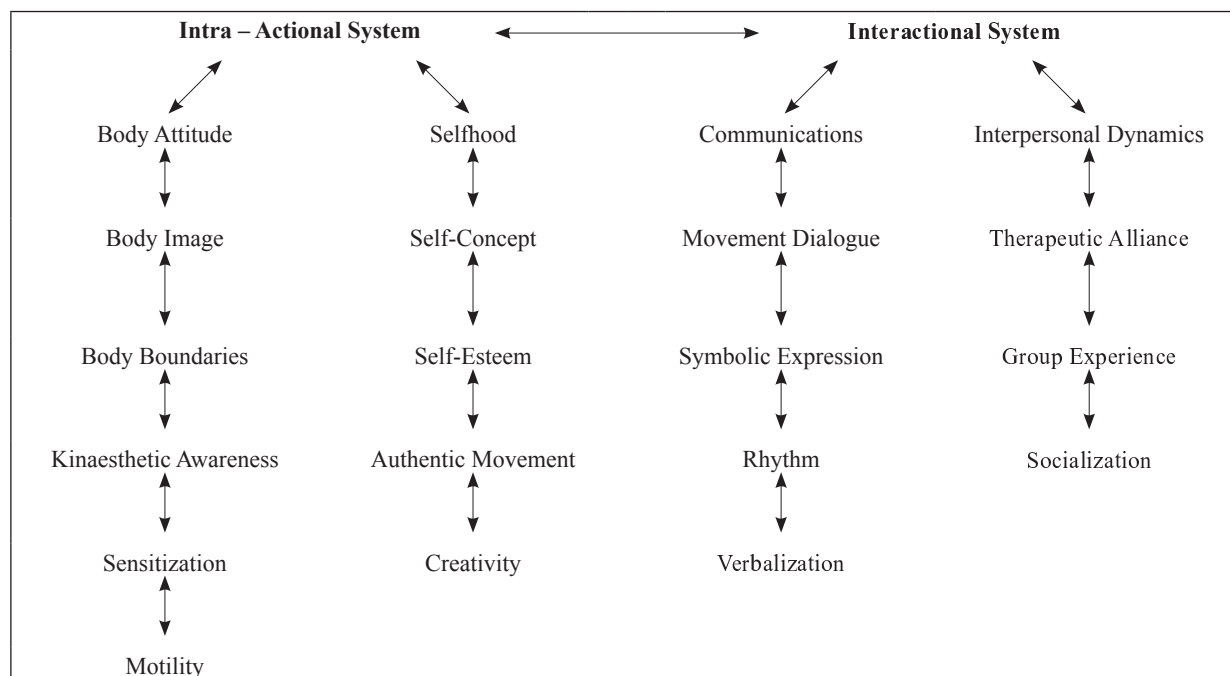 Intra – Actional System
Interactional System
Body Attitude
Selfhood
Communications
Interpersonal Dynamics
Body Image
Self-Concept
Movement Dialogue
Therapeutic Alliance
Body Boundaries
Self-Esteem
Symbolic Expression
Group Experience
Kinaesthetic Awareness
Authentic Movement
Rhythm
Socialization
Sensitization
Creativity
Verbalization
Motility